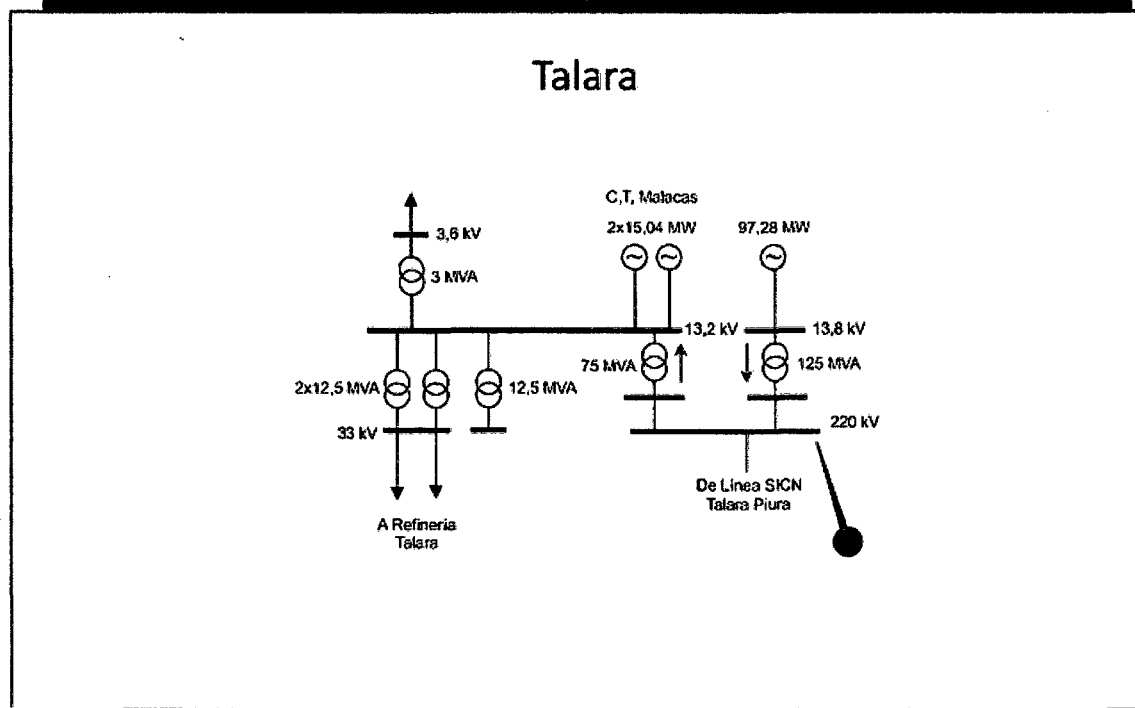 Talara
C,T, Malacas
2x15,04 MW
97,28 MW
3,6 kV
3 MVA
13,2 kV
13,8 kV
75 MVA
125 MVA
2x12,5 MVA
12,5 MVA
33 kV
220 kV
De Linea SICN
Talara Piura
A Refineria
Talara